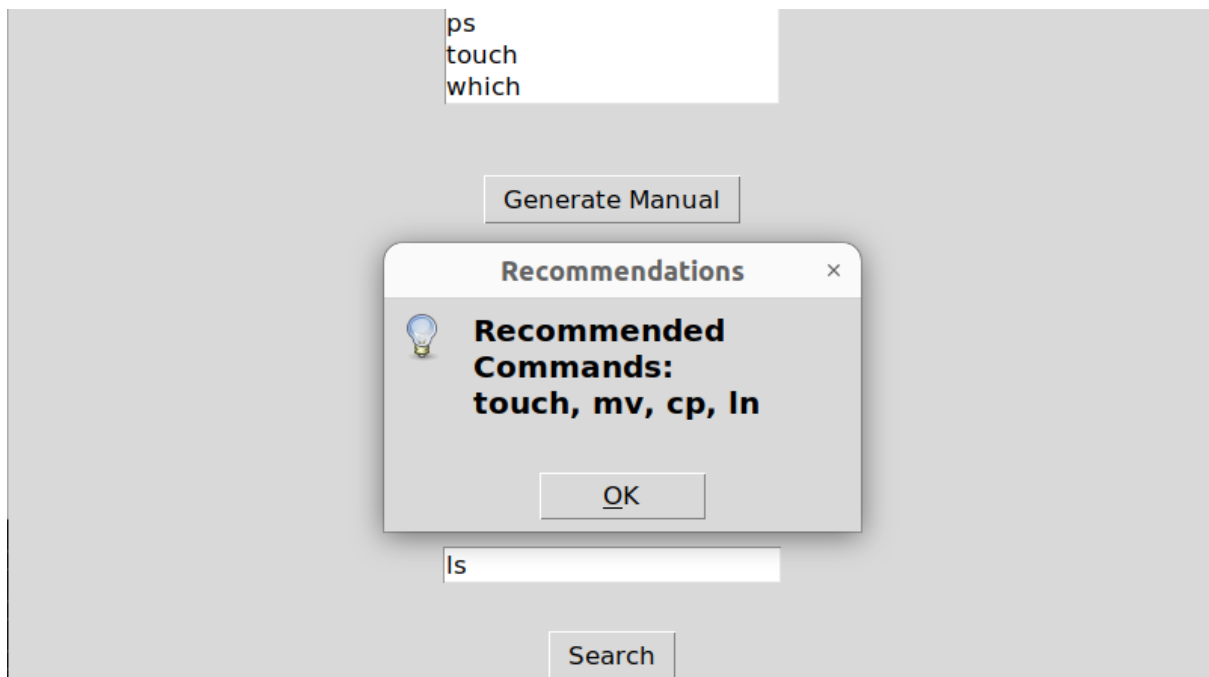 ps
touch
which
Generate Manual
Recommendations
Recommended
Commands:
touch, mv, cp, ln
OK
ls
Search